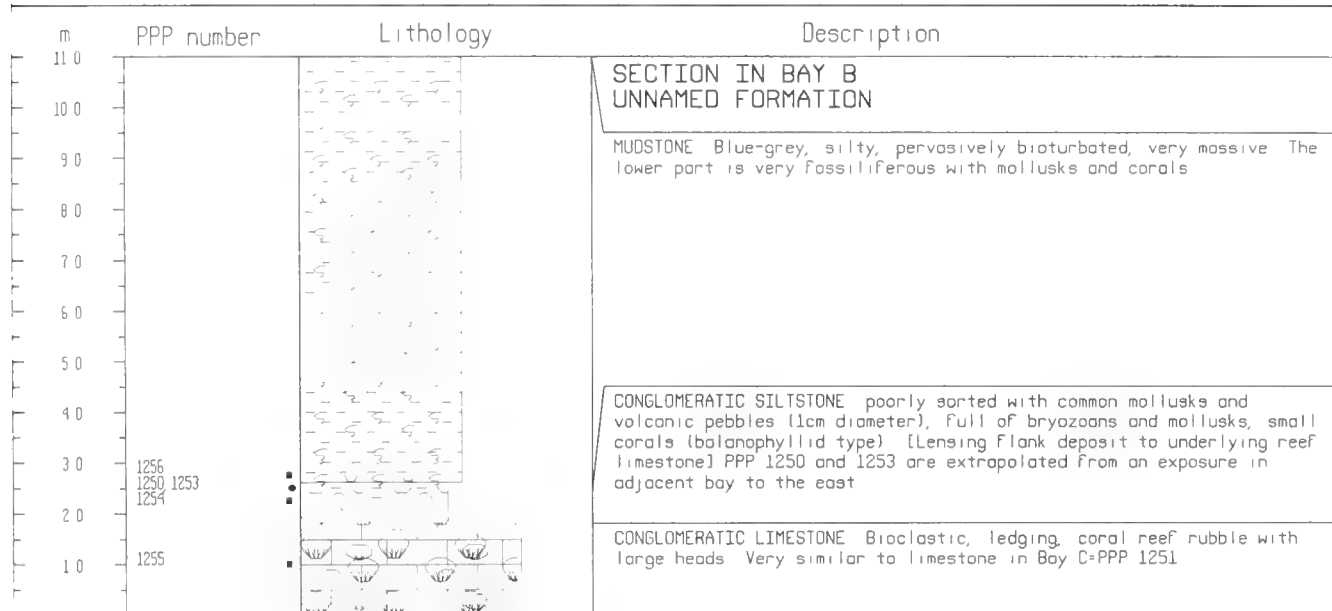 m PPP number Lithology Description
11 0
SECTION IN BAY B
UNNAMED FORMATION
10 0
MUDSTONE Blue-grey, silty, pervasively bioturbated, very massive The
lower part is very fossiliferous with mollusks and corals
9 0
8 0
7 0
6 0
5 0
CONGLOMERATIC SILTSTONE poorly sorted with common mollusks and
volcanic pebbles (1cm diameter), full of bryozoans and mollusks, small
corals (balanophyllid type) [Lensing flank deposit to underlying reef
limestone] PPP 1250 and 1253 are extrapolated from an exposure in
adjacent bay to the east
4 0
3 0
1256
1250 1253
1254
2 0
CONGLOMERATIC LIMESTONE Bioclastic, ledging, coral reef rubble with
large heads Very similar to limestone in Bay C=PPP 1251
1 0
1255